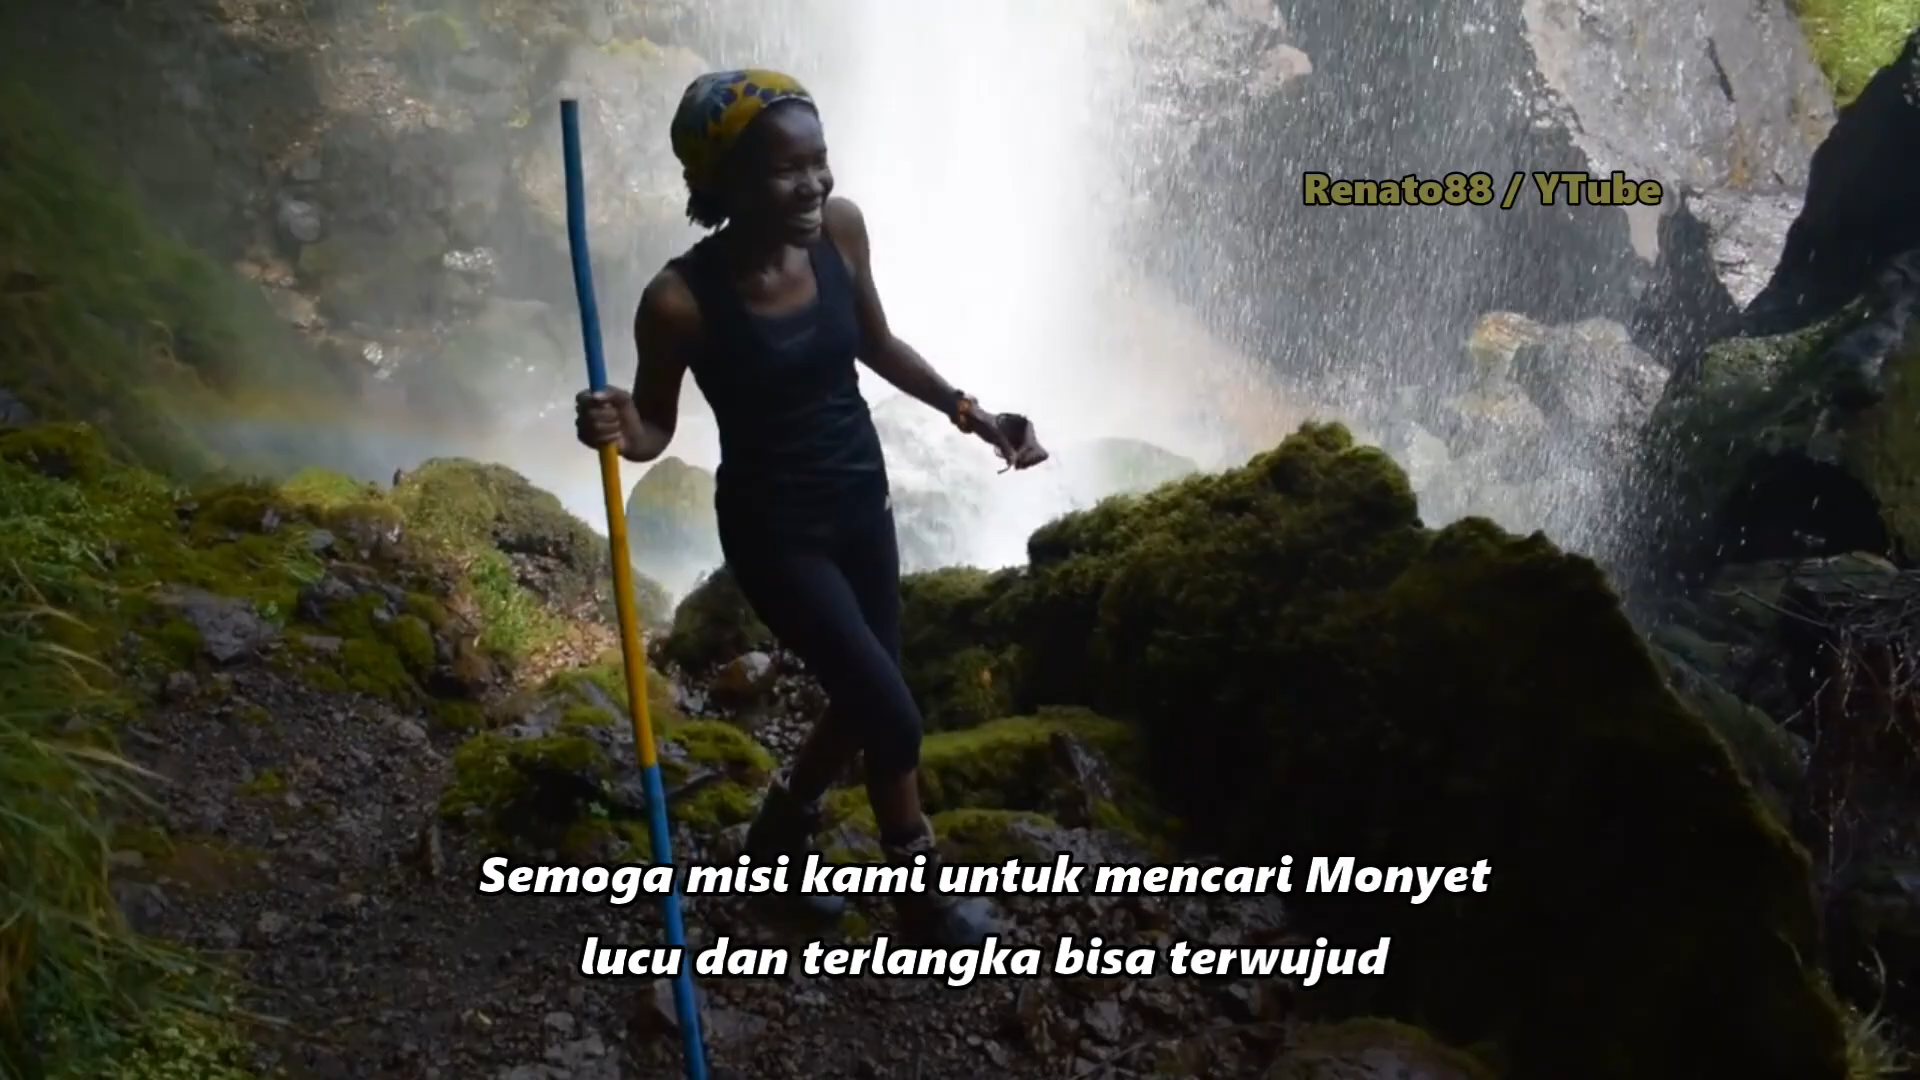 Renato88 / YTube
Semoga misi kami untuk mencari Monyet
lucu dan terlangka bisa terwujud